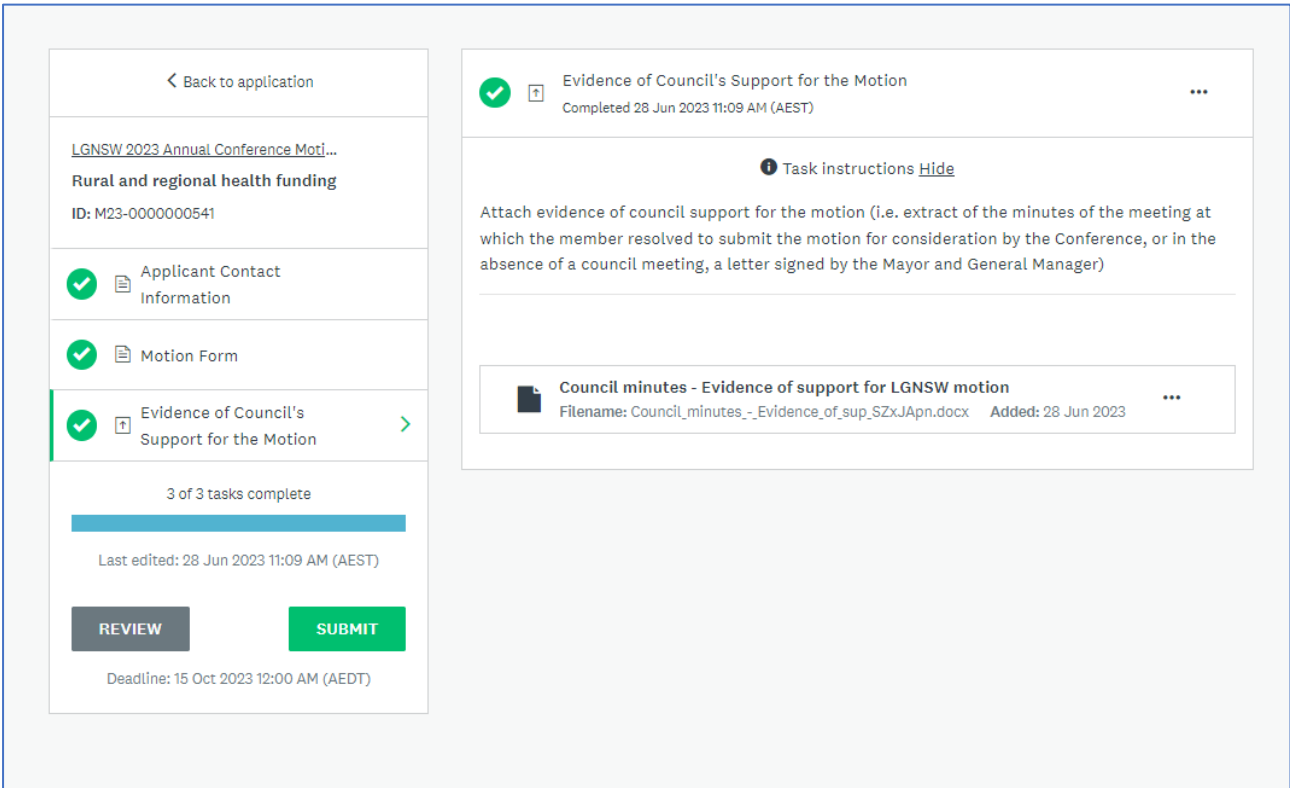 Back to application
LGNSW 2023 Annual Conference Moti...
Rural and regional health funding
ID: M23-0000000541
Applicant Contact
Information
Motion Form
Evidence of Council's
Support for the Motion
3 of 3 tasks complete
Last edited: 28 Jun 2023 11:09 AM (AEST)
REVIEW
SUBMIT
Deadline: 15 Oct 2023 12:00 AM (AEDT)
Evidence of Council's Support for the Motion
Completed 28 Jun 2023 11:09 AM (AEST)
Task instructions Hide
Attach evidence of council support for the motion (i.e. extract of the minutes of the meeting at
which the member resolved to submit the motion for consideration by the Conference, or in the
absence of a council meeting, a letter signed by the Mayor and General Manager)
Council minutes - Evidence of support for LGNSW motion
Filename: Council_minutes_-_Evidence_of_sup_SZxJApn.docx Added: 28 Jun 2023